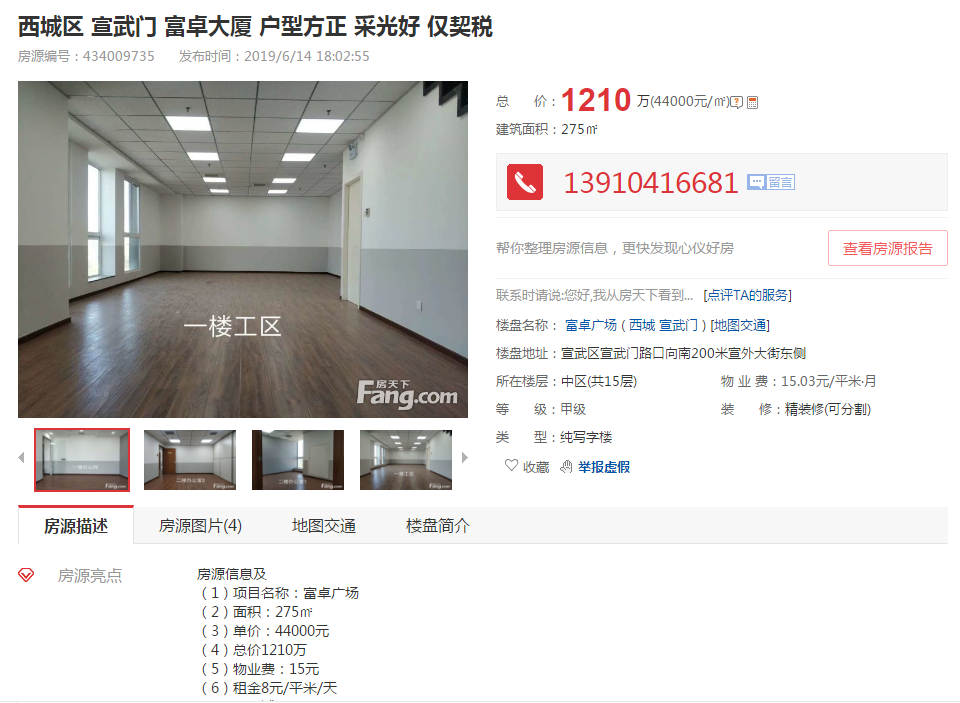 西城区 宣武门 富卓大厦 户型方正 采光好 仅契税
房源编号：434009735 发布时间：2019/6/14 18:02:55
总 价：1210 万(44000元/㎡)
建筑面积：275㎡
13910416681 留言
帮你整理房源信息，更快发现心仪好房 查看房源报告
联系时请说:您好,我从房天下看到... [点评TA的服务]
楼盘名称： 富卓广场 ( 西城 宣武门 ) [地图交通]
楼盘地址：宣武区宣武门路口向南200米宣外大街东侧
所在楼层：中区(共15层) 物 业 费：15.03元/平米·月
等 级：甲级 装 修：精装修(可分割)
类 型：纯写字楼
收藏 举报虚假
一楼工区
房天下
Fang.com
房源描述 房源图片(4) 地图交通 楼盘简介
房源亮点
房源信息及
（1）项目名称：富卓广场
（2）面积：275㎡
（3）单价：44000元
（4）总价1210万
（5）物业费：15元
（6）租金8元/平米/天